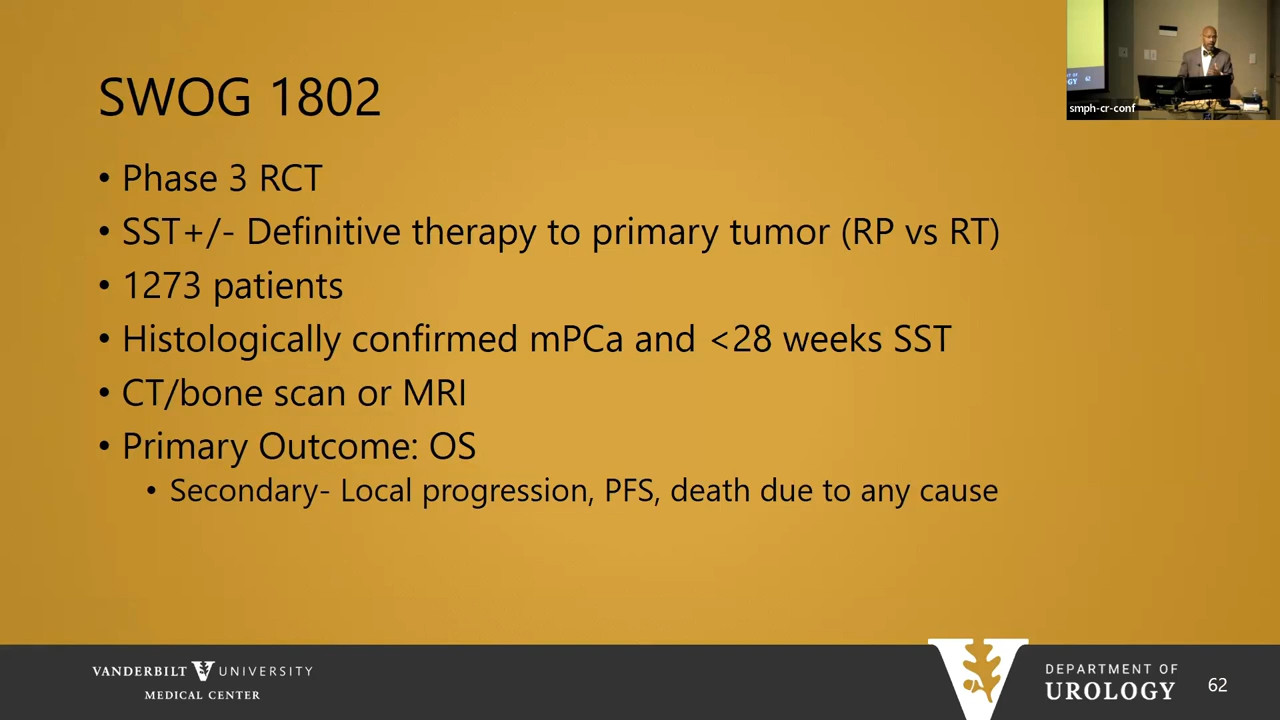 SWOG 1802
• Phase 3 RCT
• SST+/- Definitive therapy to primary tumor (RP vs RT)
• 1273 patients
• Histologically confirmed mPCa and <28 weeks SST
• CT/bone scan or MRI
• Primary Outcome: OS
• Secondary- Local progression, PFS, death due to any cause
GY 62
smph-cr-conf
VANDERBILT UNIVERSITY
MEDICAL CENTER
DEPARTMENT OF
UROLOGY
62